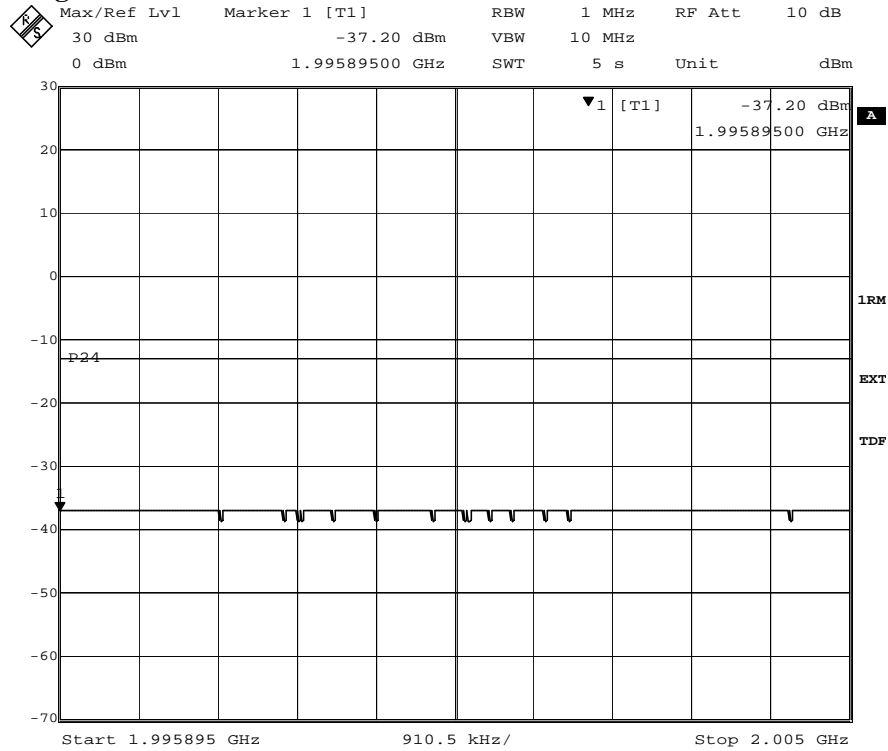 Max/Ref Lvl Marker 1 [T1] RBW 1 MHz RF Att 10 dB
30 dBm -37.20 dBm VBW 10 MHz
0 dBm 1.99589500 GHz SWT 5 s Unit dBm
R
S
30
1 [T1] -37.20 dBm
A
1.99589500 GHz
20
10
0
1RM
-10
P24
EXT
-20
TDF
-30
1
-40
-50
-60
-70
Start 1.995895 GHz 910.5 kHz/ Stop 2.005 GHz